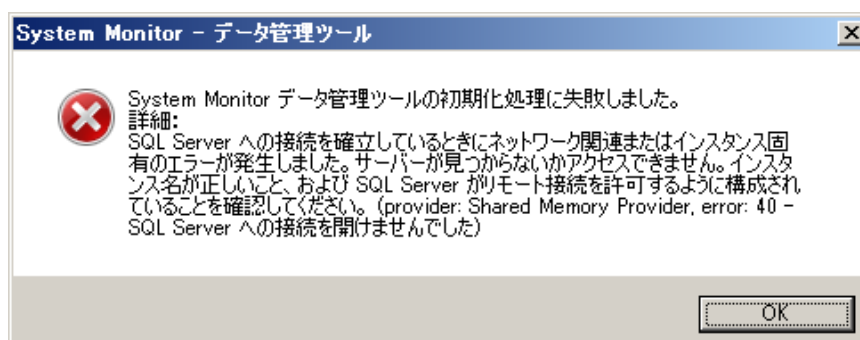 System Monitor - データ管理ツール
System Monitor データ管理ツールの初期化処理に失敗しました。
詳細:
SQL Server への接続を確立しているときにネットワーク関連またはインスタンス固
有のエラーが発生しました。サーバーが見つからないかアクセスできません。インスタ
ンス名が正しいこと、および SQL Server がリモート接続を許可するように構成され
ていることを確認してください。(provider: Shared Memory Provider, error: 40 -
SQL Server への接続を開けませんでした)
OK